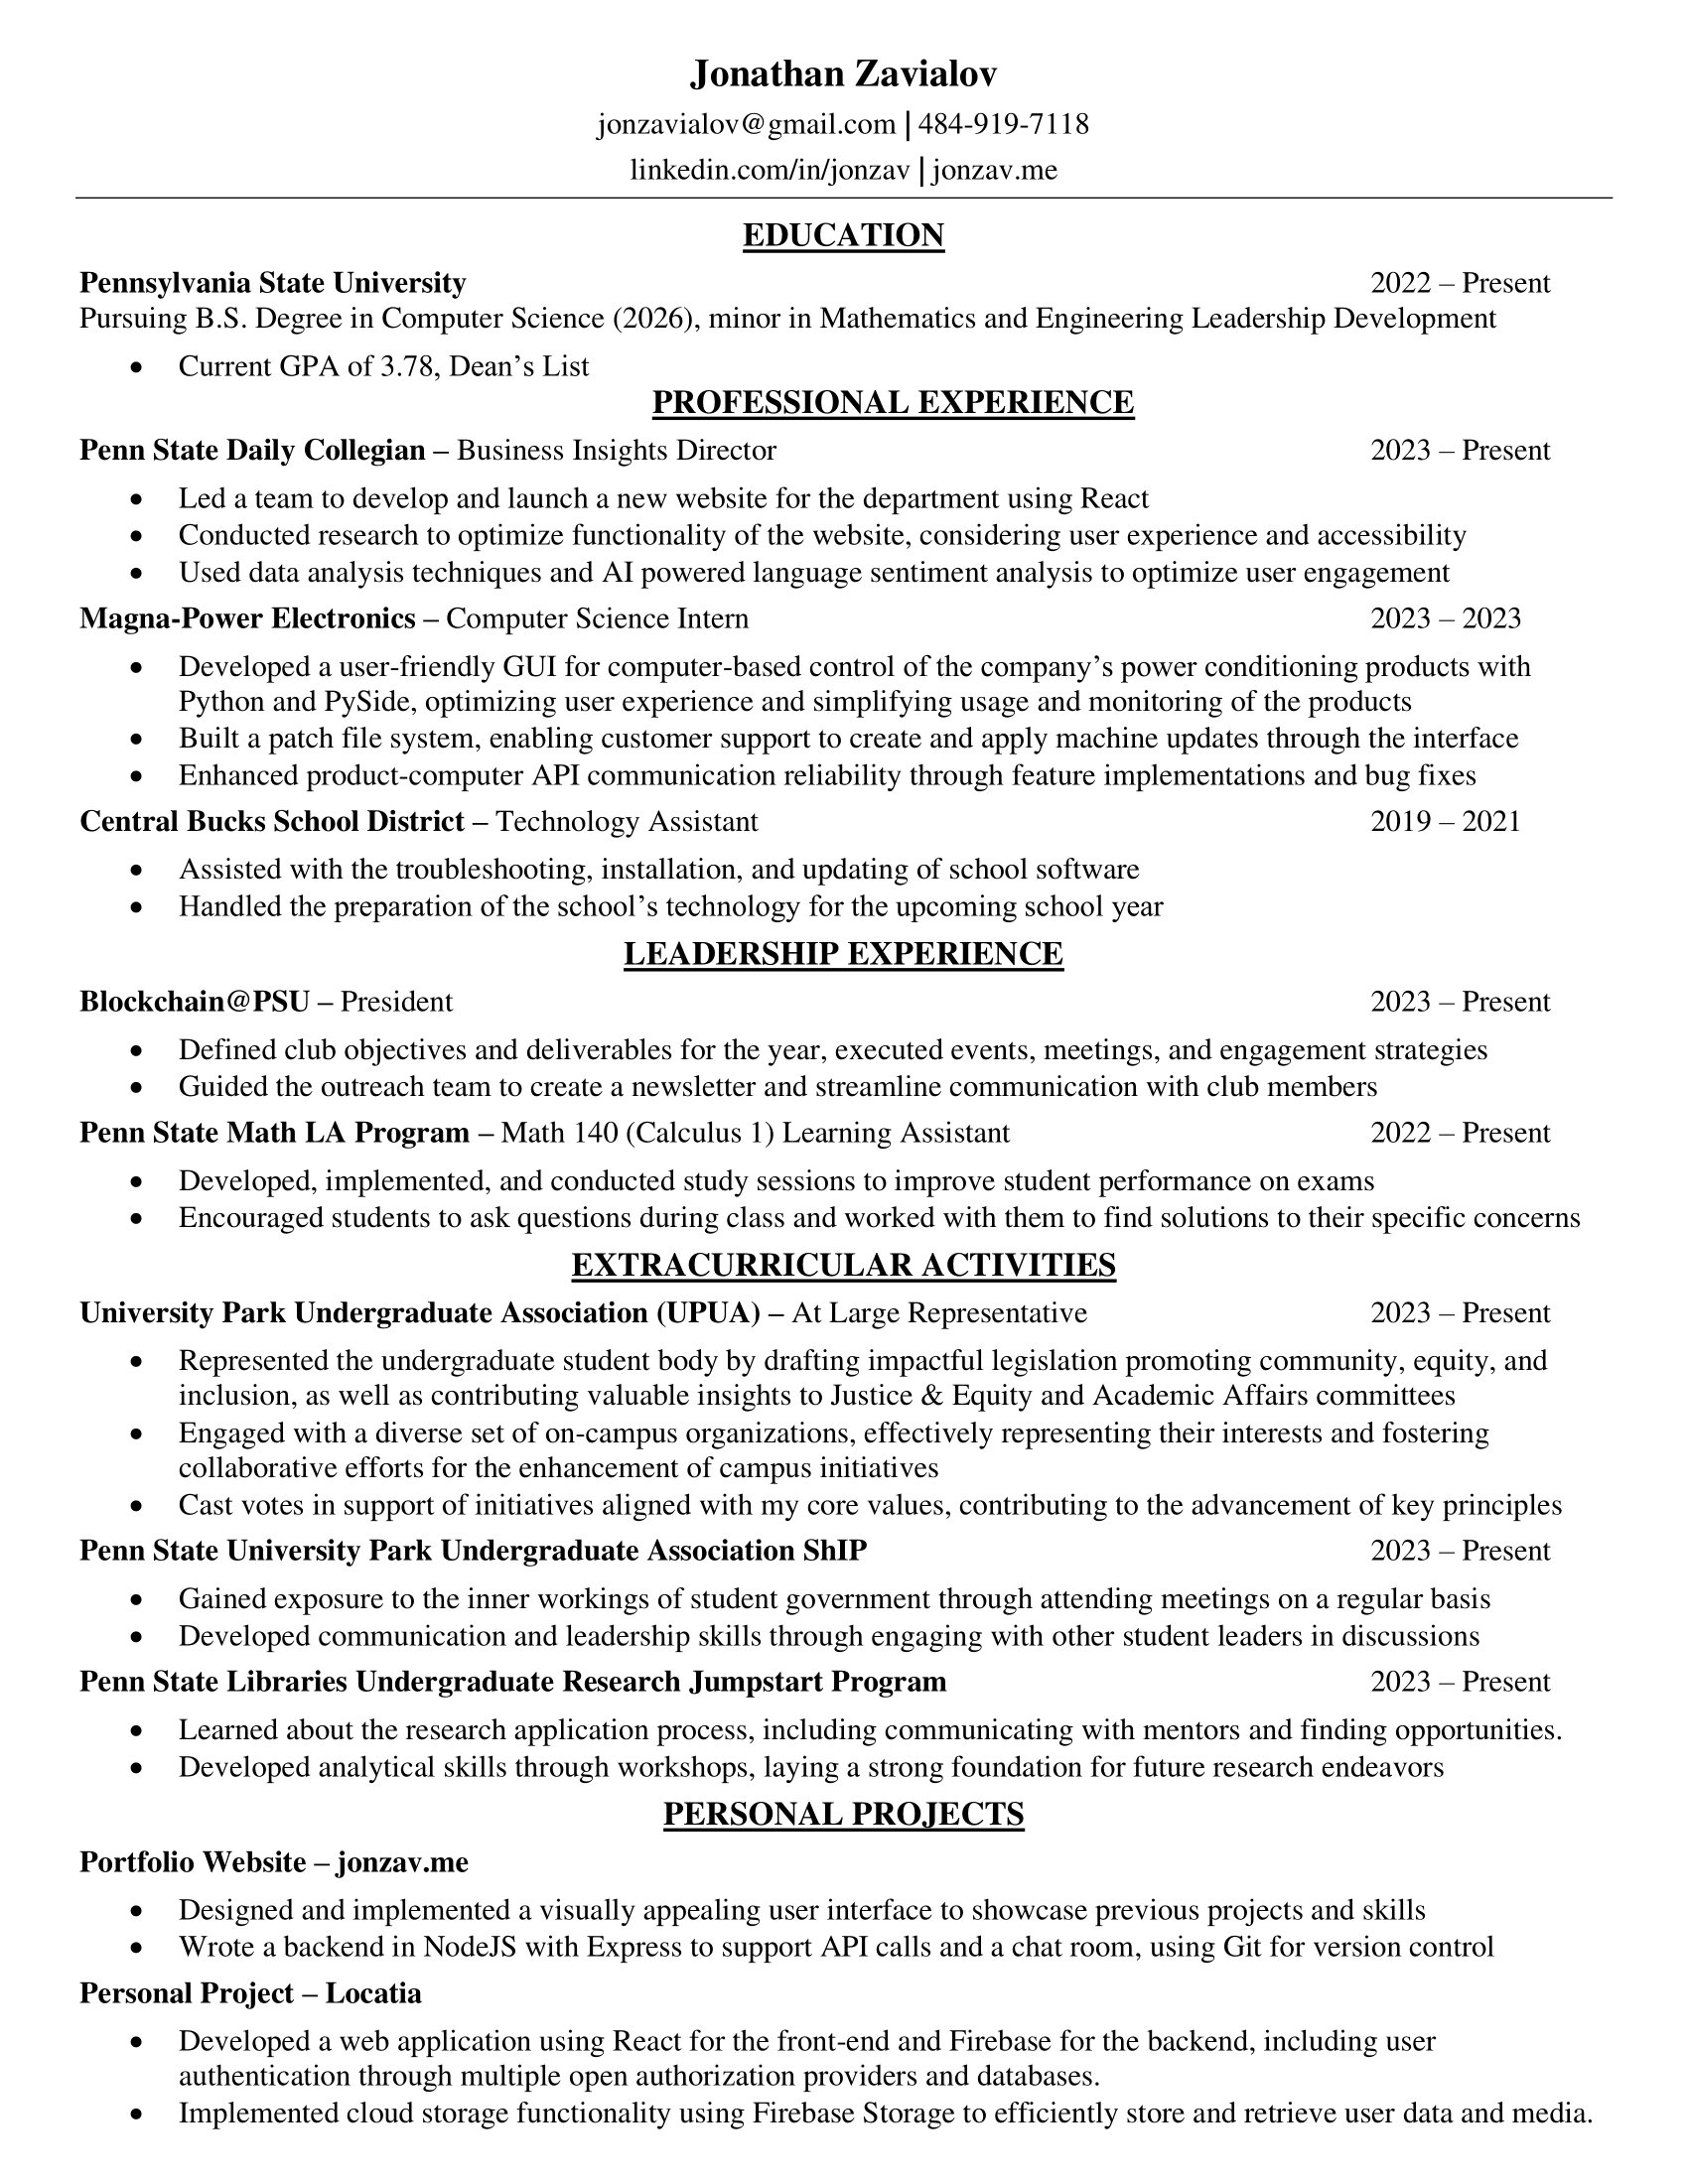 Jonathan Zavialov
jonzavialov@gmail.com | 484-919-7118
linkedin.com/in/jonzav | jonzav.me
EDUCATION
Pennsylvania State University 2022 – Present
Pursuing B.S. Degree in Computer Science (2026), minor in Mathematics and Engineering Leadership Development
• Current GPA of 3.78, Dean’s List
PROFESSIONAL EXPERIENCE
Penn State Daily Collegian – Business Insights Director 2023 – Present
• Led a team to develop and launch a new website for the department using React
• Conducted research to optimize functionality of the website, considering user experience and accessibility
• Used data analysis techniques and AI powered language sentiment analysis to optimize user engagement
Magna-Power Electronics – Computer Science Intern 2023 – 2023
• Developed a user-friendly GUI for computer-based control of the company’s power conditioning products with
Python and PySide, optimizing user experience and simplifying usage and monitoring of the products
• Built a patch file system, enabling customer support to create and apply machine updates through the interface
• Enhanced product-computer API communication reliability through feature implementations and bug fixes
Central Bucks School District – Technology Assistant 2019 – 2021
• Assisted with the troubleshooting, installation, and updating of school software
• Handled the preparation of the school’s technology for the upcoming school year
LEADERSHIP EXPERIENCE
Blockchain@PSU – President 2023 – Present
• Defined club objectives and deliverables for the year, executed events, meetings, and engagement strategies
• Guided the outreach team to create a newsletter and streamline communication with club members
Penn State Math LA Program – Math 140 (Calculus 1) Learning Assistant 2022 – Present
• Developed, implemented, and conducted study sessions to improve student performance on exams
• Encouraged students to ask questions during class and worked with them to find solutions to their specific concerns
EXTRACURRICULAR ACTIVITIES
University Park Undergraduate Association (UPUA) – At Large Representative 2023 – Present
• Represented the undergraduate student body by drafting impactful legislation promoting community, equity, and
inclusion, as well as contributing valuable insights to Justice & Equity and Academic Affairs committees
• Engaged with a diverse set of on-campus organizations, effectively representing their interests and fostering
collaborative efforts for the enhancement of campus initiatives
• Cast votes in support of initiatives aligned with my core values, contributing to the advancement of key principles
Penn State University Park Undergraduate Association ShIP 2023 – Present
• Gained exposure to the inner workings of student government through attending meetings on a regular basis
• Developed communication and leadership skills through engaging with other student leaders in discussions
Penn State Libraries Undergraduate Research Jumpstart Program 2023 – Present
• Learned about the research application process, including communicating with mentors and finding opportunities.
• Developed analytical skills through workshops, laying a strong foundation for future research endeavors
PERSONAL PROJECTS
Portfolio Website – jonzav.me
• Designed and implemented a visually appealing user interface to showcase previous projects and skills
• Wrote a backend in NodeJS with Express to support API calls and a chat room, using Git for version control
Personal Project – Locatia
• Developed a web application using React for the front-end and Firebase for the backend, including user
authentication through multiple open authorization providers and databases.
• Implemented cloud storage functionality using Firebase Storage to efficiently store and retrieve user data and media.